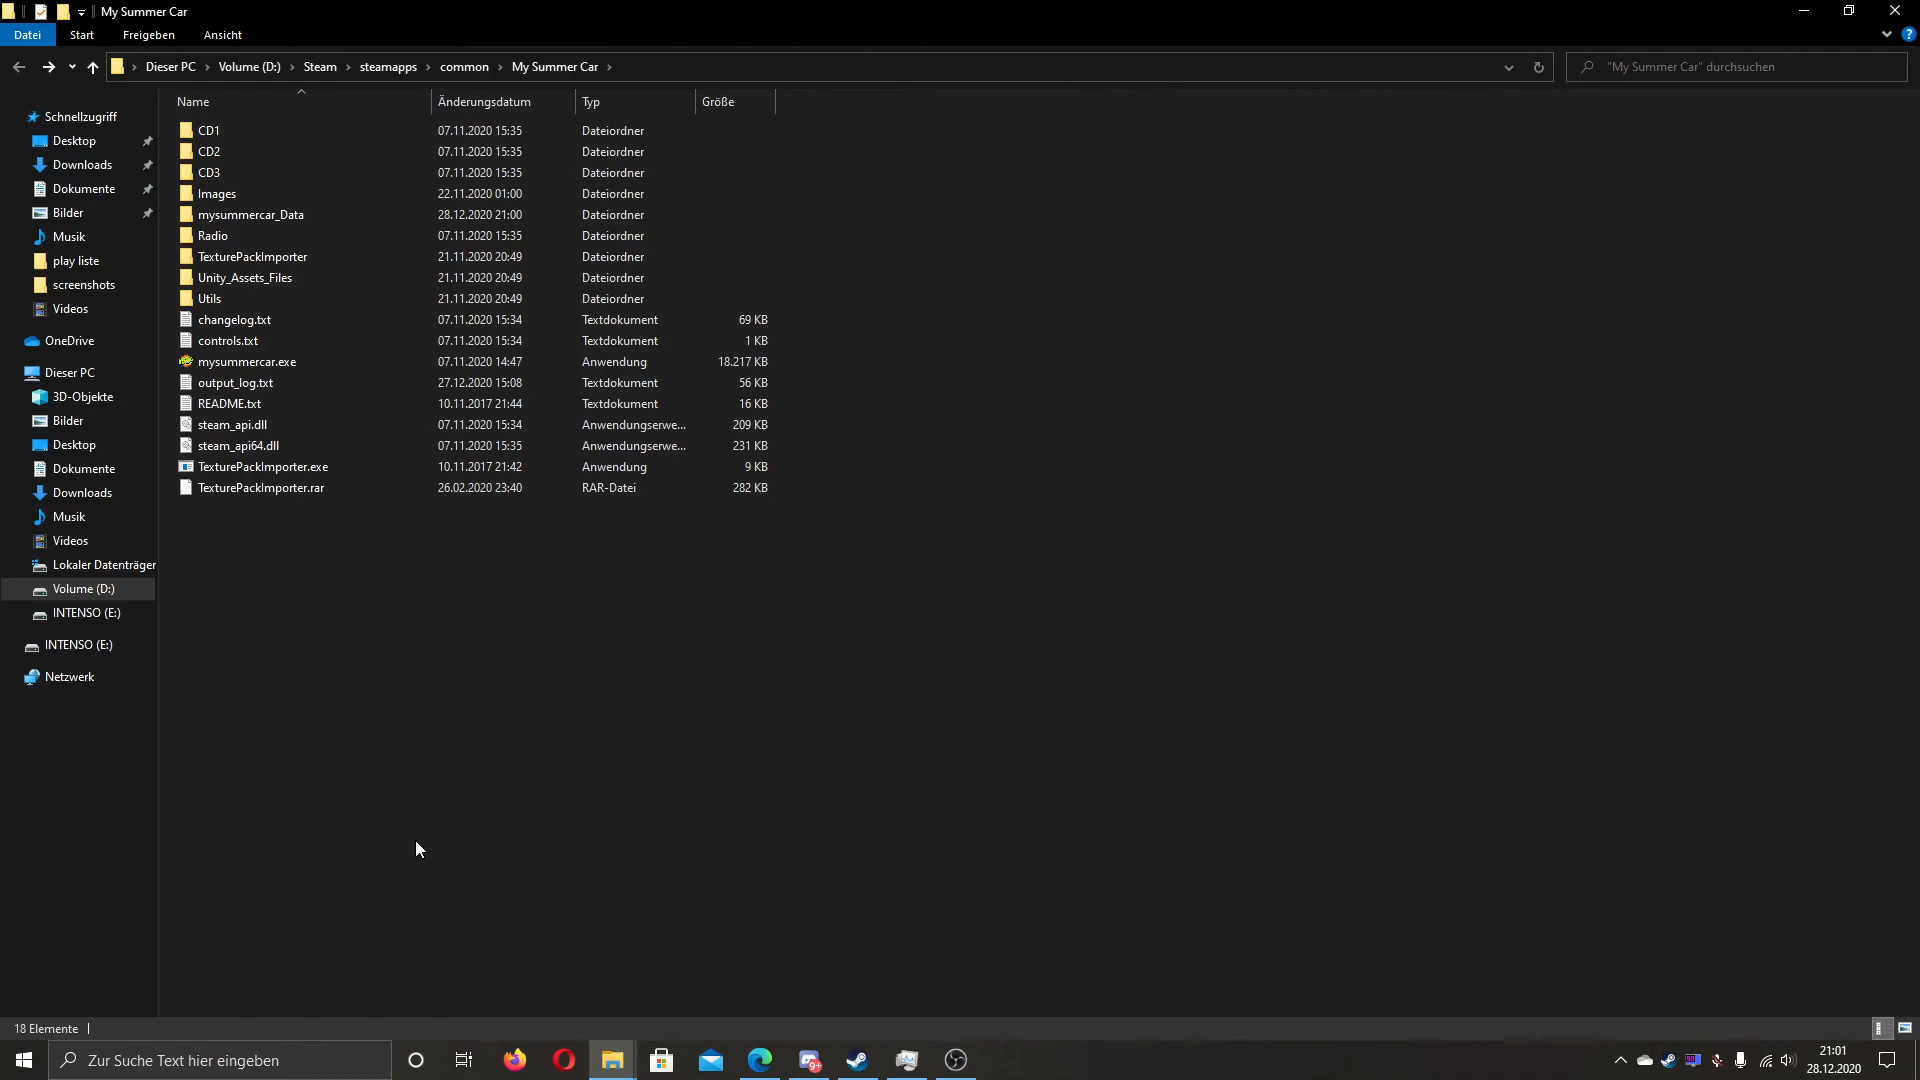 My Summer Car
Datei Start Freigeben Ansicht
Dieser PC Volume (D:) Steam steamapps common My Summer Car "My Summer Car" durchsuchen
Name Änderungsdatum Typ Größe
CD1 07.11.2020 15:35 Dateiordner
CD2 07.11.2020 15:35 Dateiordner
CD3 07.11.2020 15:35 Dateiordner
Images 22.11.2020 01:00 Dateiordner
mysummercar_Data 28.12.2020 21:00 Dateiordner
Radio 07.11.2020 15:35 Dateiordner
TexturePackImporter 21.11.2020 20:49 Dateiordner
Unity_Assets_Files 21.11.2020 20:49 Dateiordner
Utils 21.11.2020 20:49 Dateiordner
changelog.txt 07.11.2020 15:34 Textdokument 69 KB
controls.txt 07.11.2020 15:34 Textdokument 1 KB
mysummercar.exe 07.11.2020 14:47 Anwendung 18.217 KB
output_log.txt 27.12.2020 15:08 Textdokument 56 KB
README.txt 10.11.2017 21:44 Textdokument 16 KB
steam_api.dll 07.11.2020 15:34 Anwendungserwe... 209 KB
steam_api64.dll 07.11.2020 15:35 Anwendungserwe... 231 KB
TexturePackImporter.exe 10.11.2017 21:42 Anwendung 9 KB
TexturePackImporter.rar 26.02.2020 23:40 RAR-Datei 282 KB
Schnellzugriff
Desktop
Downloads
Dokumente
Bilder
Musik
play liste
screenshots
Videos
OneDrive
Dieser PC
3D-Objekte
Bilder
Desktop
Dokumente
Downloads
Musik
Videos
Lokaler Datenträger
Volume (D:)
INTENSO (E:)
INTENSO (E:)
Netzwerk
18 Elemente
Zur Suche Text hier eingeben
9+
21:01
28.12.2020